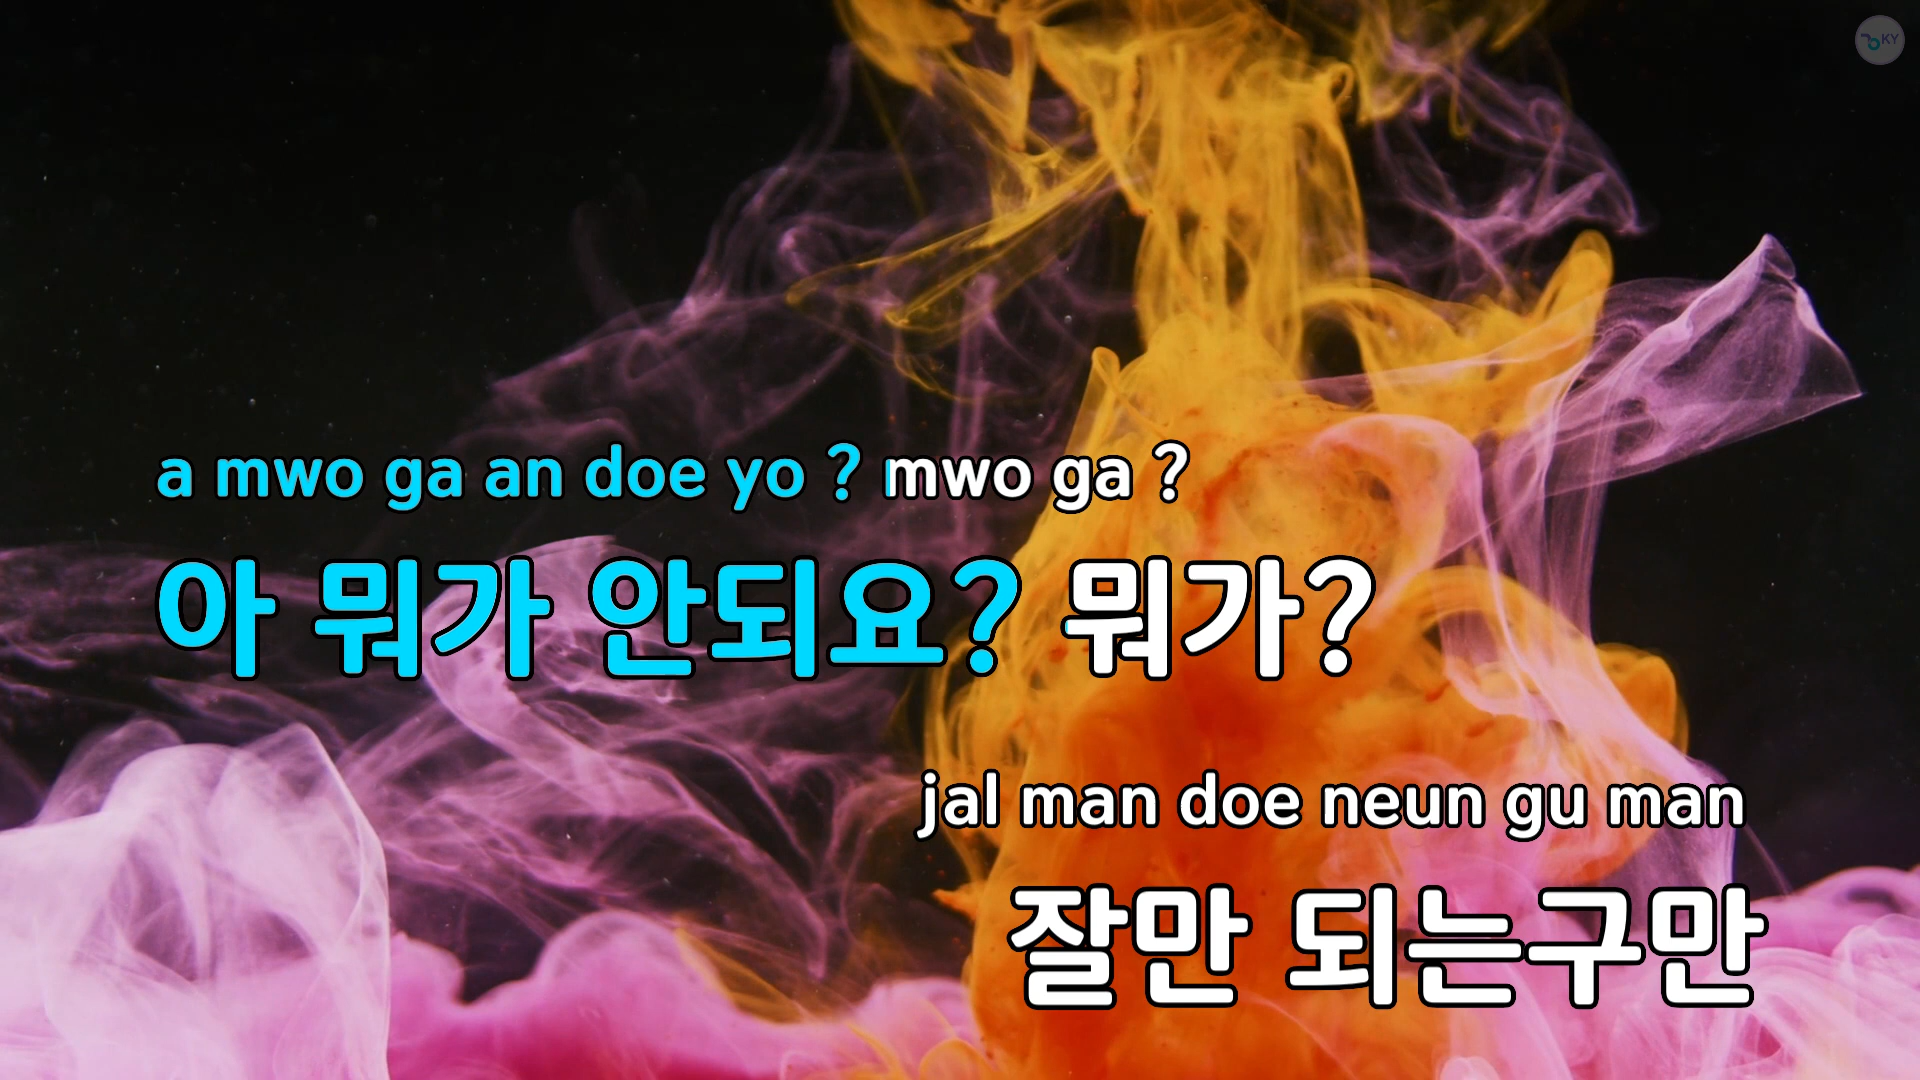 KY
a mwo ga an doe yo ? mwo ga ?
아 뭐가 안되요? 뭐가?
jal man doe neun gu man
잘만 되는구만